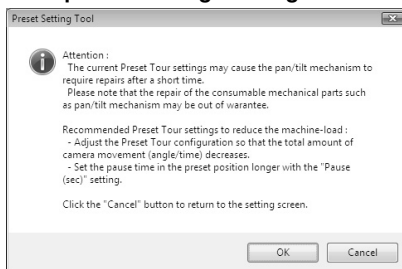 Preset Setting Tool
Attention :
The current Preset Tour settings may cause the pan/tilt mechanism to
require repairs after a short time.
Please note that the repair of the consumable mechanical parts such
as pan/tilt mechanism may be out of warantee.
Recommended Preset Tour settings to reduce the machine-load :
- Adjust the Preset Tour configuration so that the total amount of
camera movement (angle/time) decreases.
- Set the pause time in the preset position longer with the "Pause
(sec)" setting.
Click the "Cancel" button to return to the setting screen.
OK Cancel